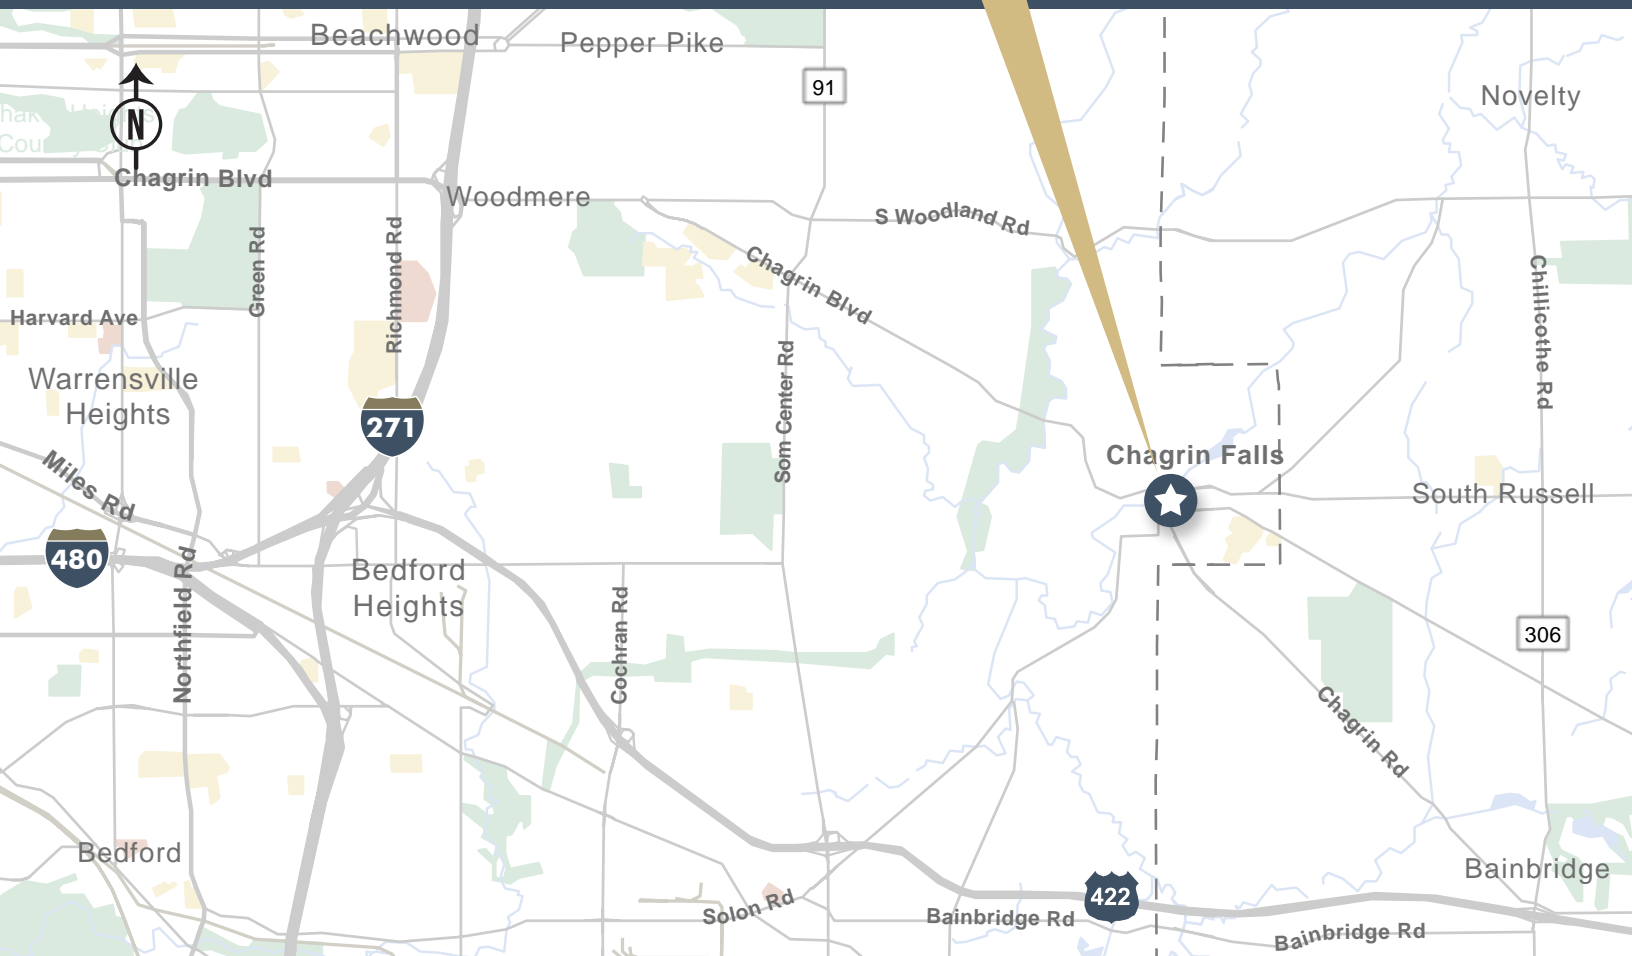 Beachwood
Pepper Pike
91
Novelty
N
Chagrin Blvd
Woodmere
S Woodland Rd
Green Rd
Richmond Rd
Chagrin Blvd
Harvard Ave
Chillicothe Rd
Som Center Rd
Warrensville
Heights
271
Chagrin Falls
Miles Rd
South Russell
480
Northfield Rd
Bedford
Heights
Cochran Rd
306
Chagrin Rd
Bedford
Bainbridge
422
Solon Rd
Bainbridge Rd
Bainbridge Rd